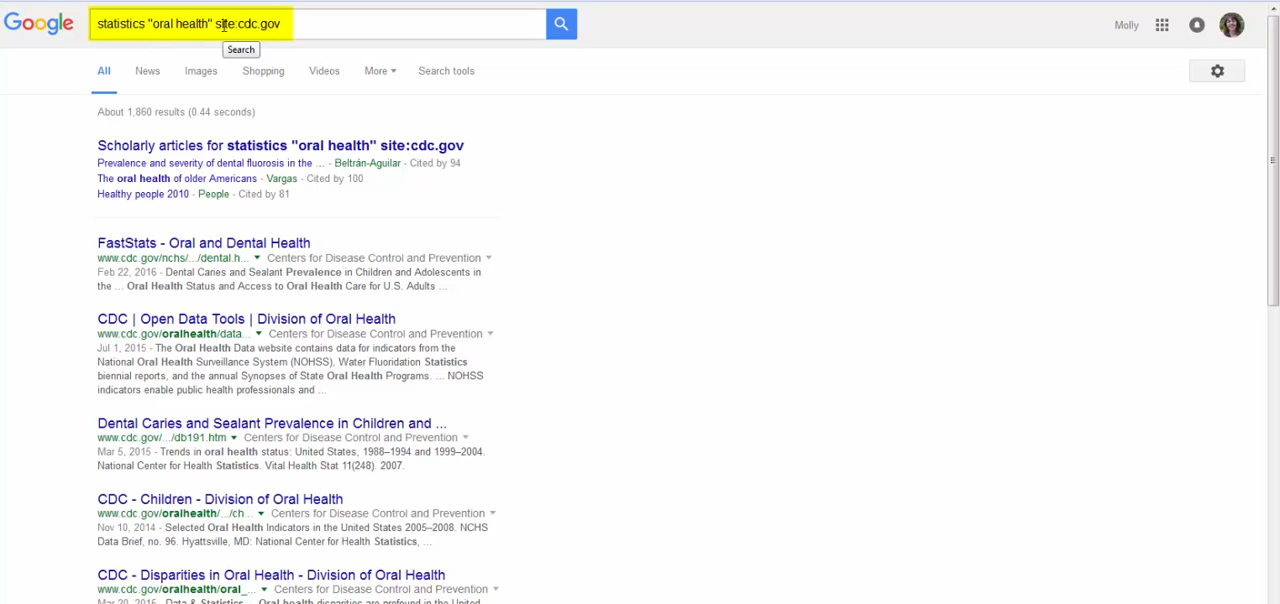 Google
statistics "oral health" site:cdc.gov
Molly
Search
All News Images Shopping Videos More Search tools
About 1,860 results (0.44 seconds)
Scholarly articles for statistics "oral health" site:cdc.gov
Prevalence and severity of dental fluorosis in the ... - Beltrán-Aguilar - Cited by 94
The oral health of older Americans - Vargas - Cited by 100
Healthy people 2010 - People - Cited by 81
FastStats - Oral and Dental Health
www.cdc.gov/nchs/.../dental.h... Centers for Disease Control and Prevention
Feb 22, 2016 - Dental Caries and Sealant Prevalence in Children and Adolescents in
the ... Oral Health Status and Access to Oral Health Care for U.S. Adults ...
CDC | Open Data Tools | Division of Oral Health
www.cdc.gov/oralhealth/data... Centers for Disease Control and Prevention
Jul 1, 2015 - The Oral Health Data website contains data for indicators from the
National Oral Health Surveillance System (NOHSS), Water Fluoridation Statistics
biennial reports, and the annual Synopses of State Oral Health Programs. ... NOHSS
indicators enable public health professionals and ...
Dental Caries and Sealant Prevalence in Children and ...
www.cdc.gov/.../db191.htm Centers for Disease Control and Prevention
Mar 5, 2015 - Trends in oral health status: United States, 1988–1994 and 1999–2004.
National Center for Health Statistics. Vital Health Stat 11(248). 2007.
CDC - Children - Division of Oral Health
www.cdc.gov/oralhealth/.../ch... Centers for Disease Control and Prevention
Nov 10, 2014 - Selected Oral Health Indicators in the United States 2005–2008. NCHS
Data Brief, no. 96. Hyattsville, MD: National Center for Health Statistics, ...
CDC - Disparities in Oral Health - Division of Oral Health
www.cdc.gov/oralhealth/oral_... Centers for Disease Control and Prevention
Mar 20, 2015 - Data & Statistics ... Oral health disparities are profound in the United